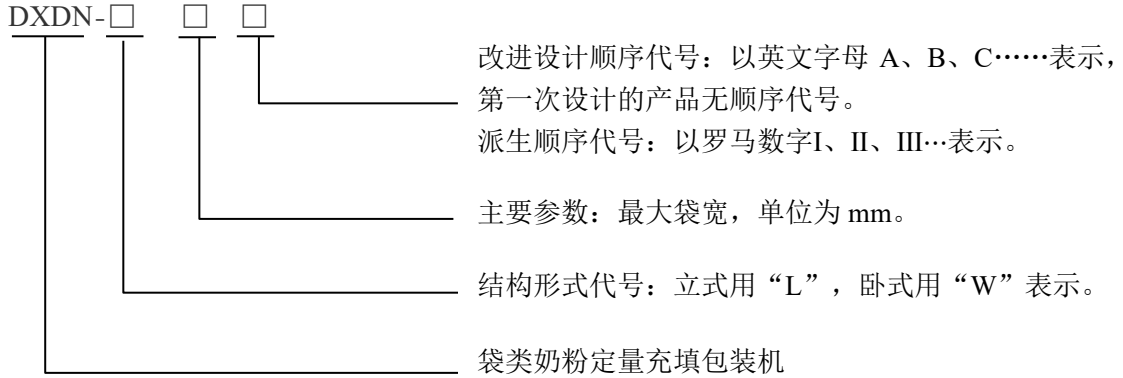 DXDN-□ □ □
改进设计顺序代号：以英文字母 A、B、C……表示，
第一次设计的产品无顺序代号。
派生顺序代号：以罗马数字I、II、III…表示。
主要参数：最大袋宽，单位为 mm。
结构形式代号：立式用“L”，卧式用“W”表示。
袋类奶粉定量充填包装机